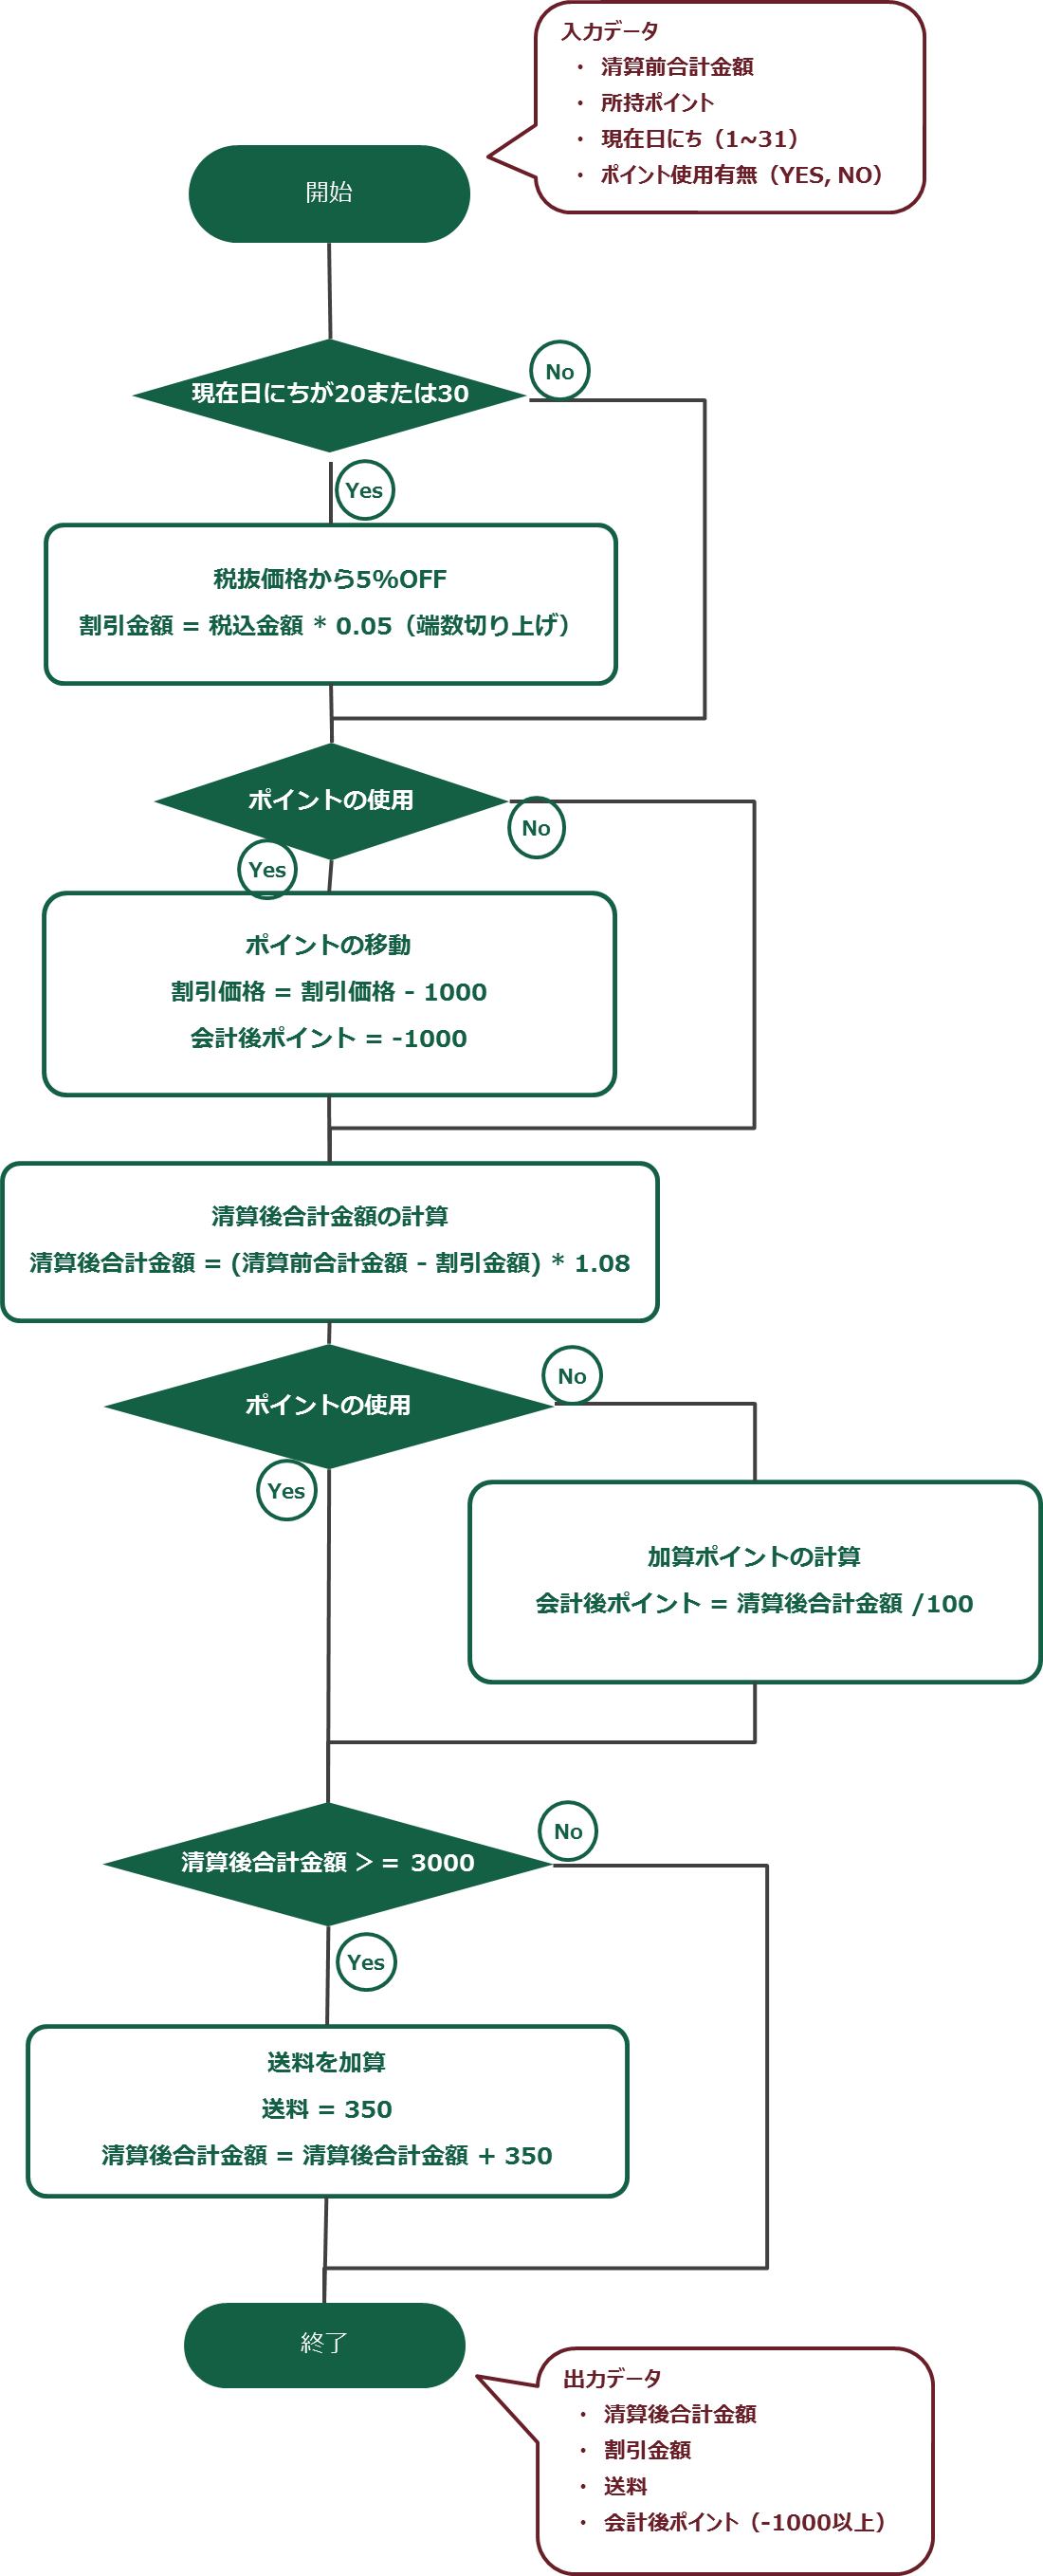 入力データ
・ 清算前合計金額
・ 所持ポイント
・ 現在日にち（1~31）
・ ポイント使用有無（YES, NO）
開始
現在日にちが20または30
No
Yes
税抜価格から5%OFF
割引金額 = 税込金額 * 0.05（端数切り上げ）
ポイントの使用
No
Yes
ポイントの移動
割引価格 = 割引価格 - 1000
会計後ポイント = -1000
清算後合計金額の計算
清算後合計金額 = (清算前合計金額 - 割引金額) * 1.08
ポイントの使用
No
Yes
加算ポイントの計算
会計後ポイント = 清算後合計金額 /100
清算後合計金額 ＞= 3000
No
Yes
送料を加算
送料 = 350
清算後合計金額 = 清算後合計金額 + 350
終了
出力データ
・ 清算後合計金額
・ 割引金額
・ 送料
・ 会計後ポイント（-1000以上）